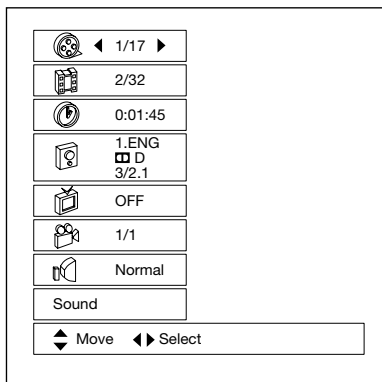 ◀ 1/17 ▶
2/32
0:01:45
1.ENG
D
3/2.1
OFF
1/1
Normal
Sound
▲▼ Move ◀▶ Select